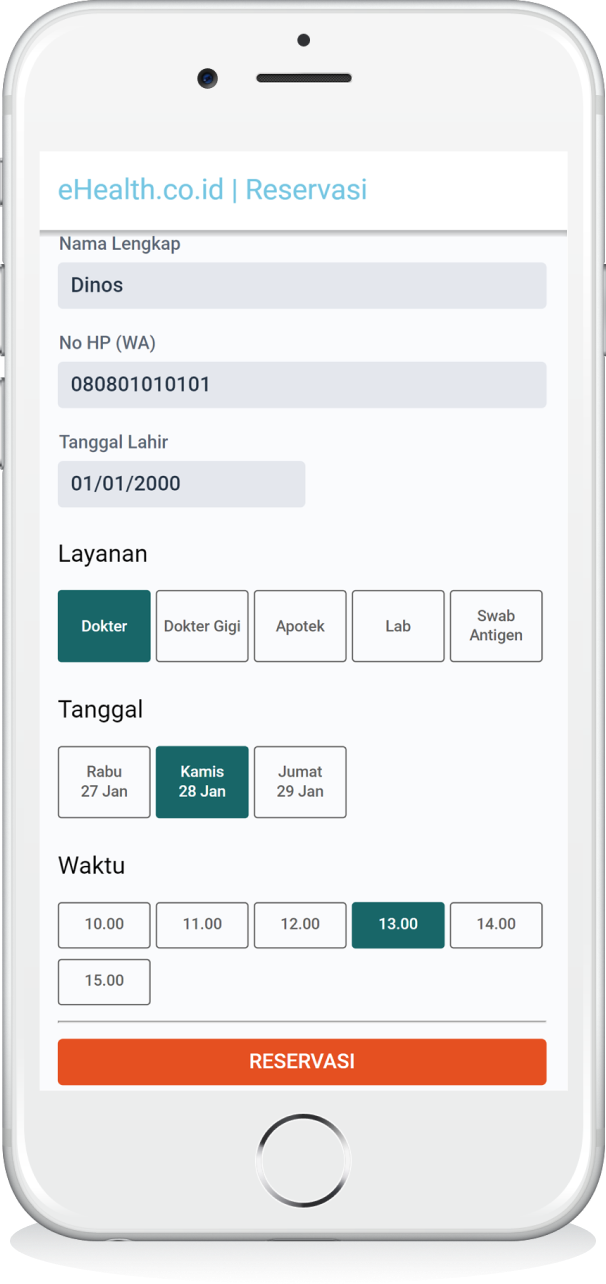 eHealth.co.id | Reservasi
Nama Lengkap
Dinos
No HP (WA)
080801010101
Tanggal Lahir
01/01/2000
Layanan
Dokter
Dokter Gigi
Apotek
Lab
Swab
Antigen
Tanggal
Rabu
27 Jan
Kamis
28 Jan
Jumat
29 Jan
Waktu
10.00
11.00
12.00
13.00
14.00
15.00
RESERVASI